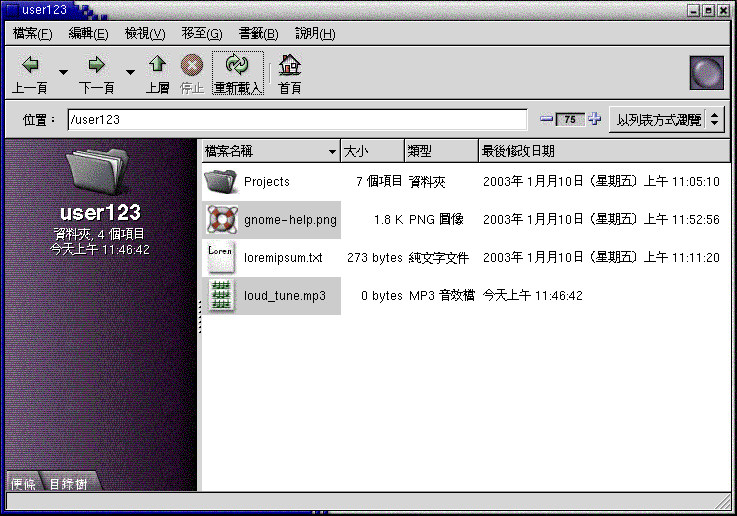 user123
檔案(F) 編輯(E) 檢視(V) 移至(G) 書籤(B) 說明(H)
上一頁 下一頁 上層 停止 重新載入 首頁
位置： /user123 75 以列表方式瀏覽
檔案名稱 大小 類型 最後修改日期
user123
資料夾, 4 個項目
今天上午 11:46:42
Projects 7 個項目 資料夾 2003年 1月月10日（星期五）上午 11:05:10
gnome-help.png 1.8 K PNG 圖像 2003年 1月月10日（星期五）上午 11:52:56
Loren
loremipsum.txt 273 bytes 純文字文件 2003年 1月月10日（星期五）上午 11:11:20
loud_tune.mp3 0 bytes MP3 音效檔 今天上午 11:46:42
便條 目錄樹